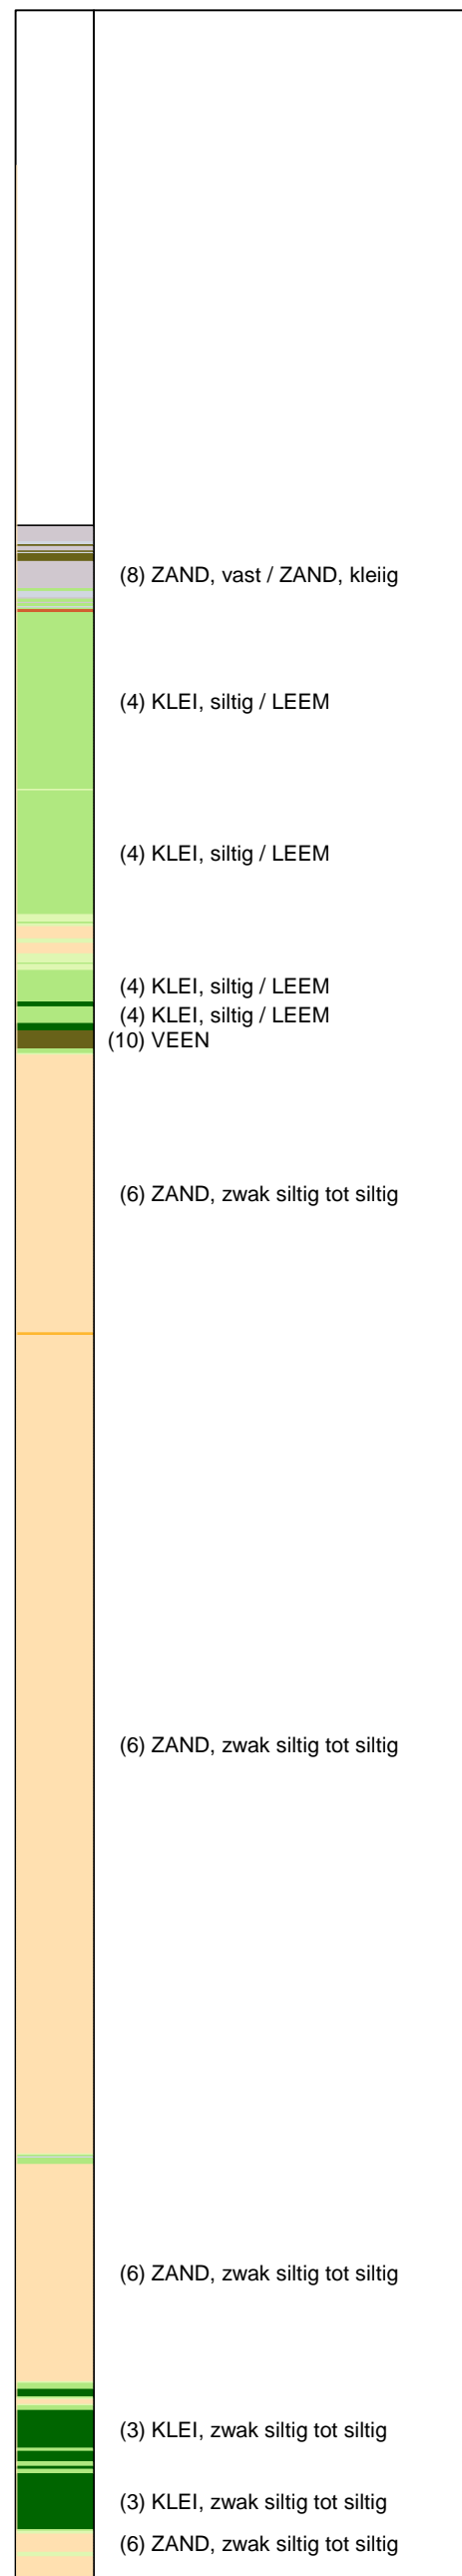 (8) ZAND, vast / ZAND, kleiig
(4) KLEI, siltig / LEEM
(4) KLEI, siltig / LEEM
(4) KLEI, siltig / LEEM
(4) KLEI, siltig / LEEM
(10) VEEN
(6) ZAND, zwak siltig tot siltig
(6) ZAND, zwak siltig tot siltig
(6) ZAND, zwak siltig tot siltig
(3) KLEI, zwak siltig tot siltig
(3) KLEI, zwak siltig tot siltig
(6) ZAND, zwak siltig tot siltig